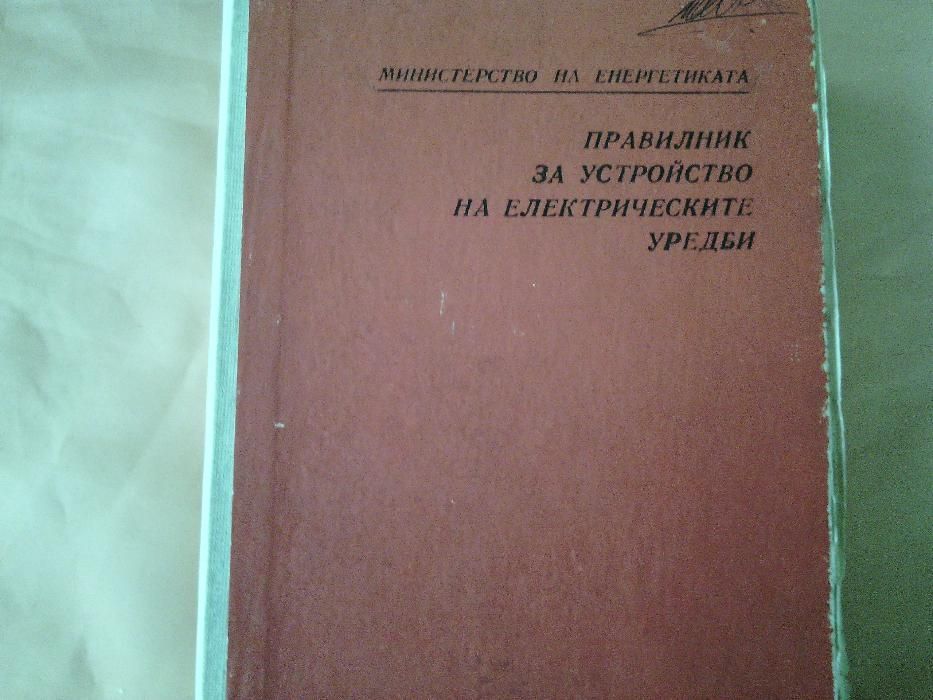 МИНИСТЕРСТВО НА ЕНЕРГЕТИКАТА
ПРАВИЛНИК
ЗА УСТРОЙСТВО
НА ЕЛЕКТРИЧЕСКИТЕ
УРЕДБИ